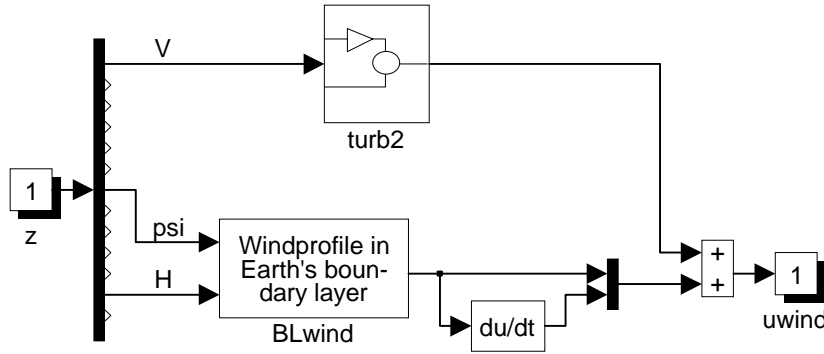 V
turb2
1
z
psi
H
Windprofile in
Earth's boun-
dary layer
BLwind
du/dt
+
+
1
uwind